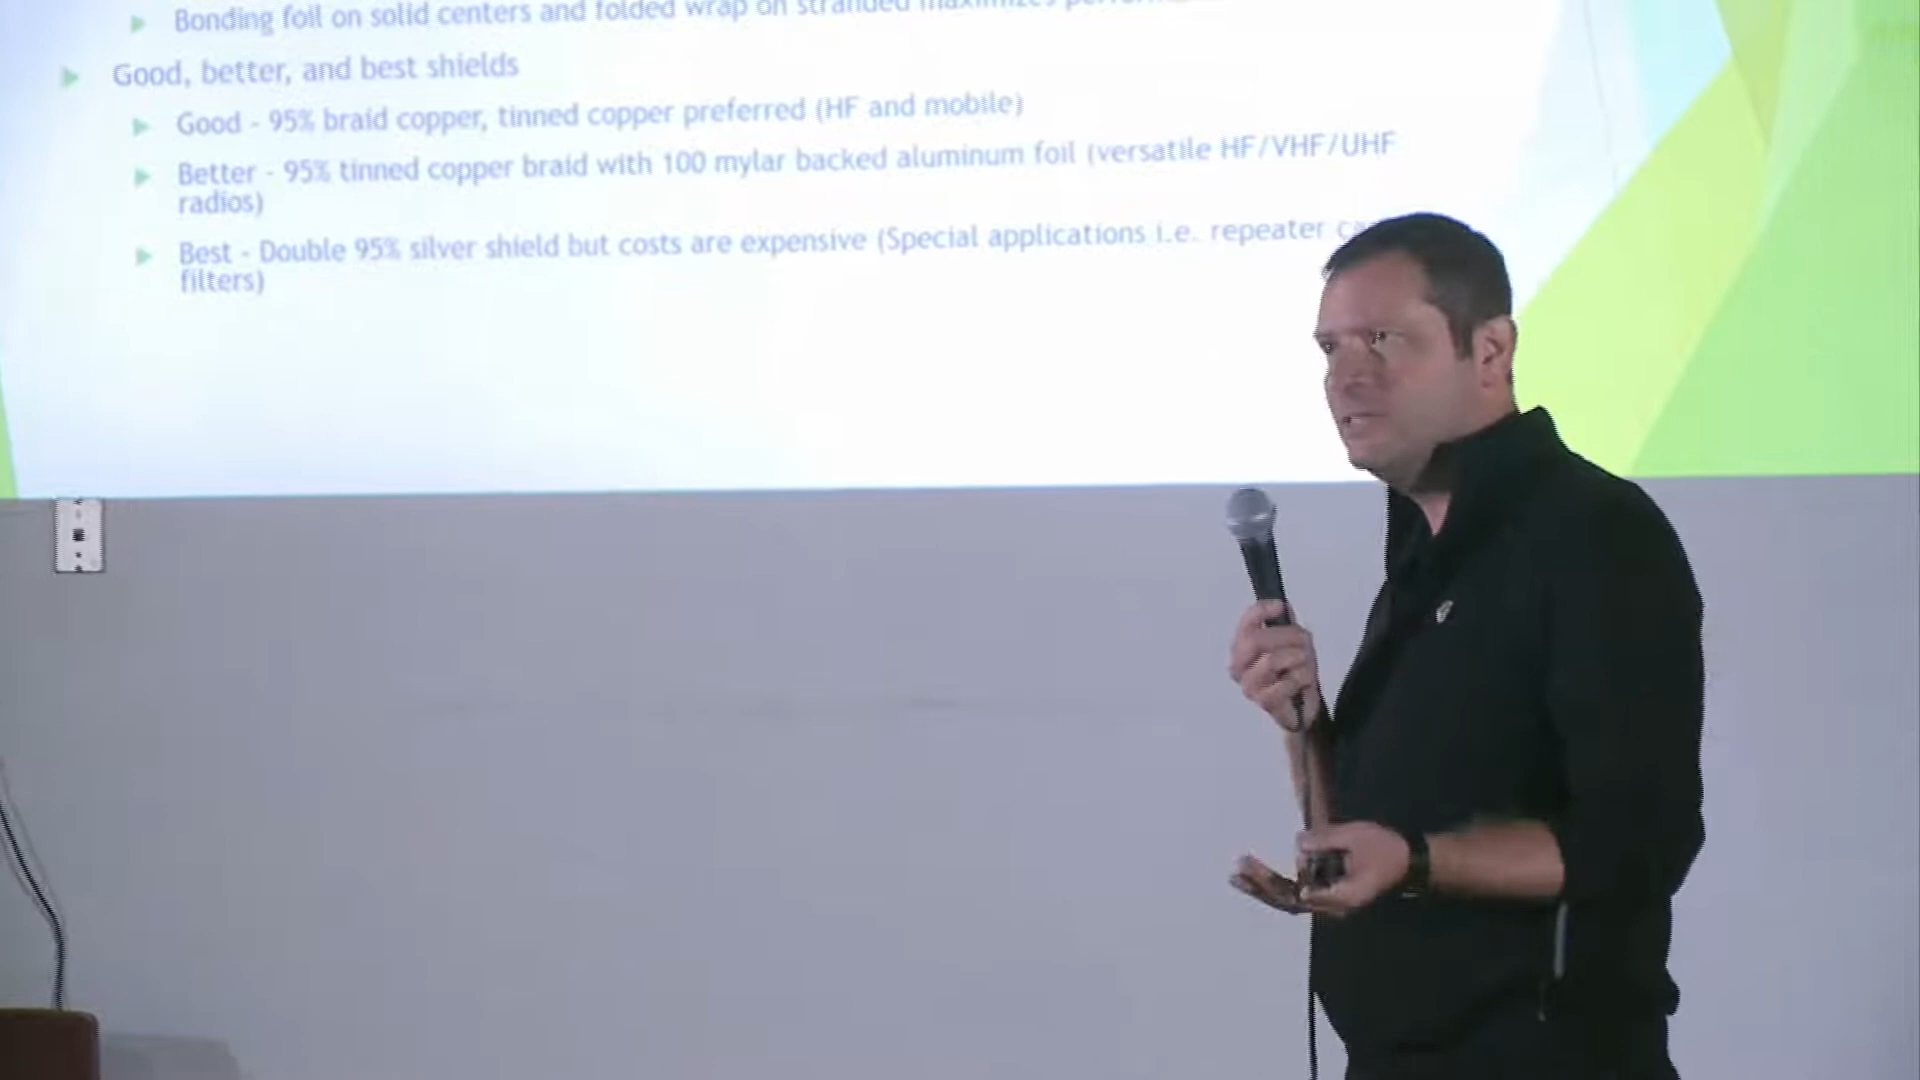 Bonding foil on solid centers and folded wrap on stranded maximizes
Good, better, and best shields
Good - 95% braid copper, tinned copper preferred (HF and mobile)
Better - 95% tinned copper braid with 100 mylar backed aluminum foil (versatile HF/VHF/UHF
radios)
Best - Double 95% silver shield but costs are expensive (Special applications i.e. repeater
filters)